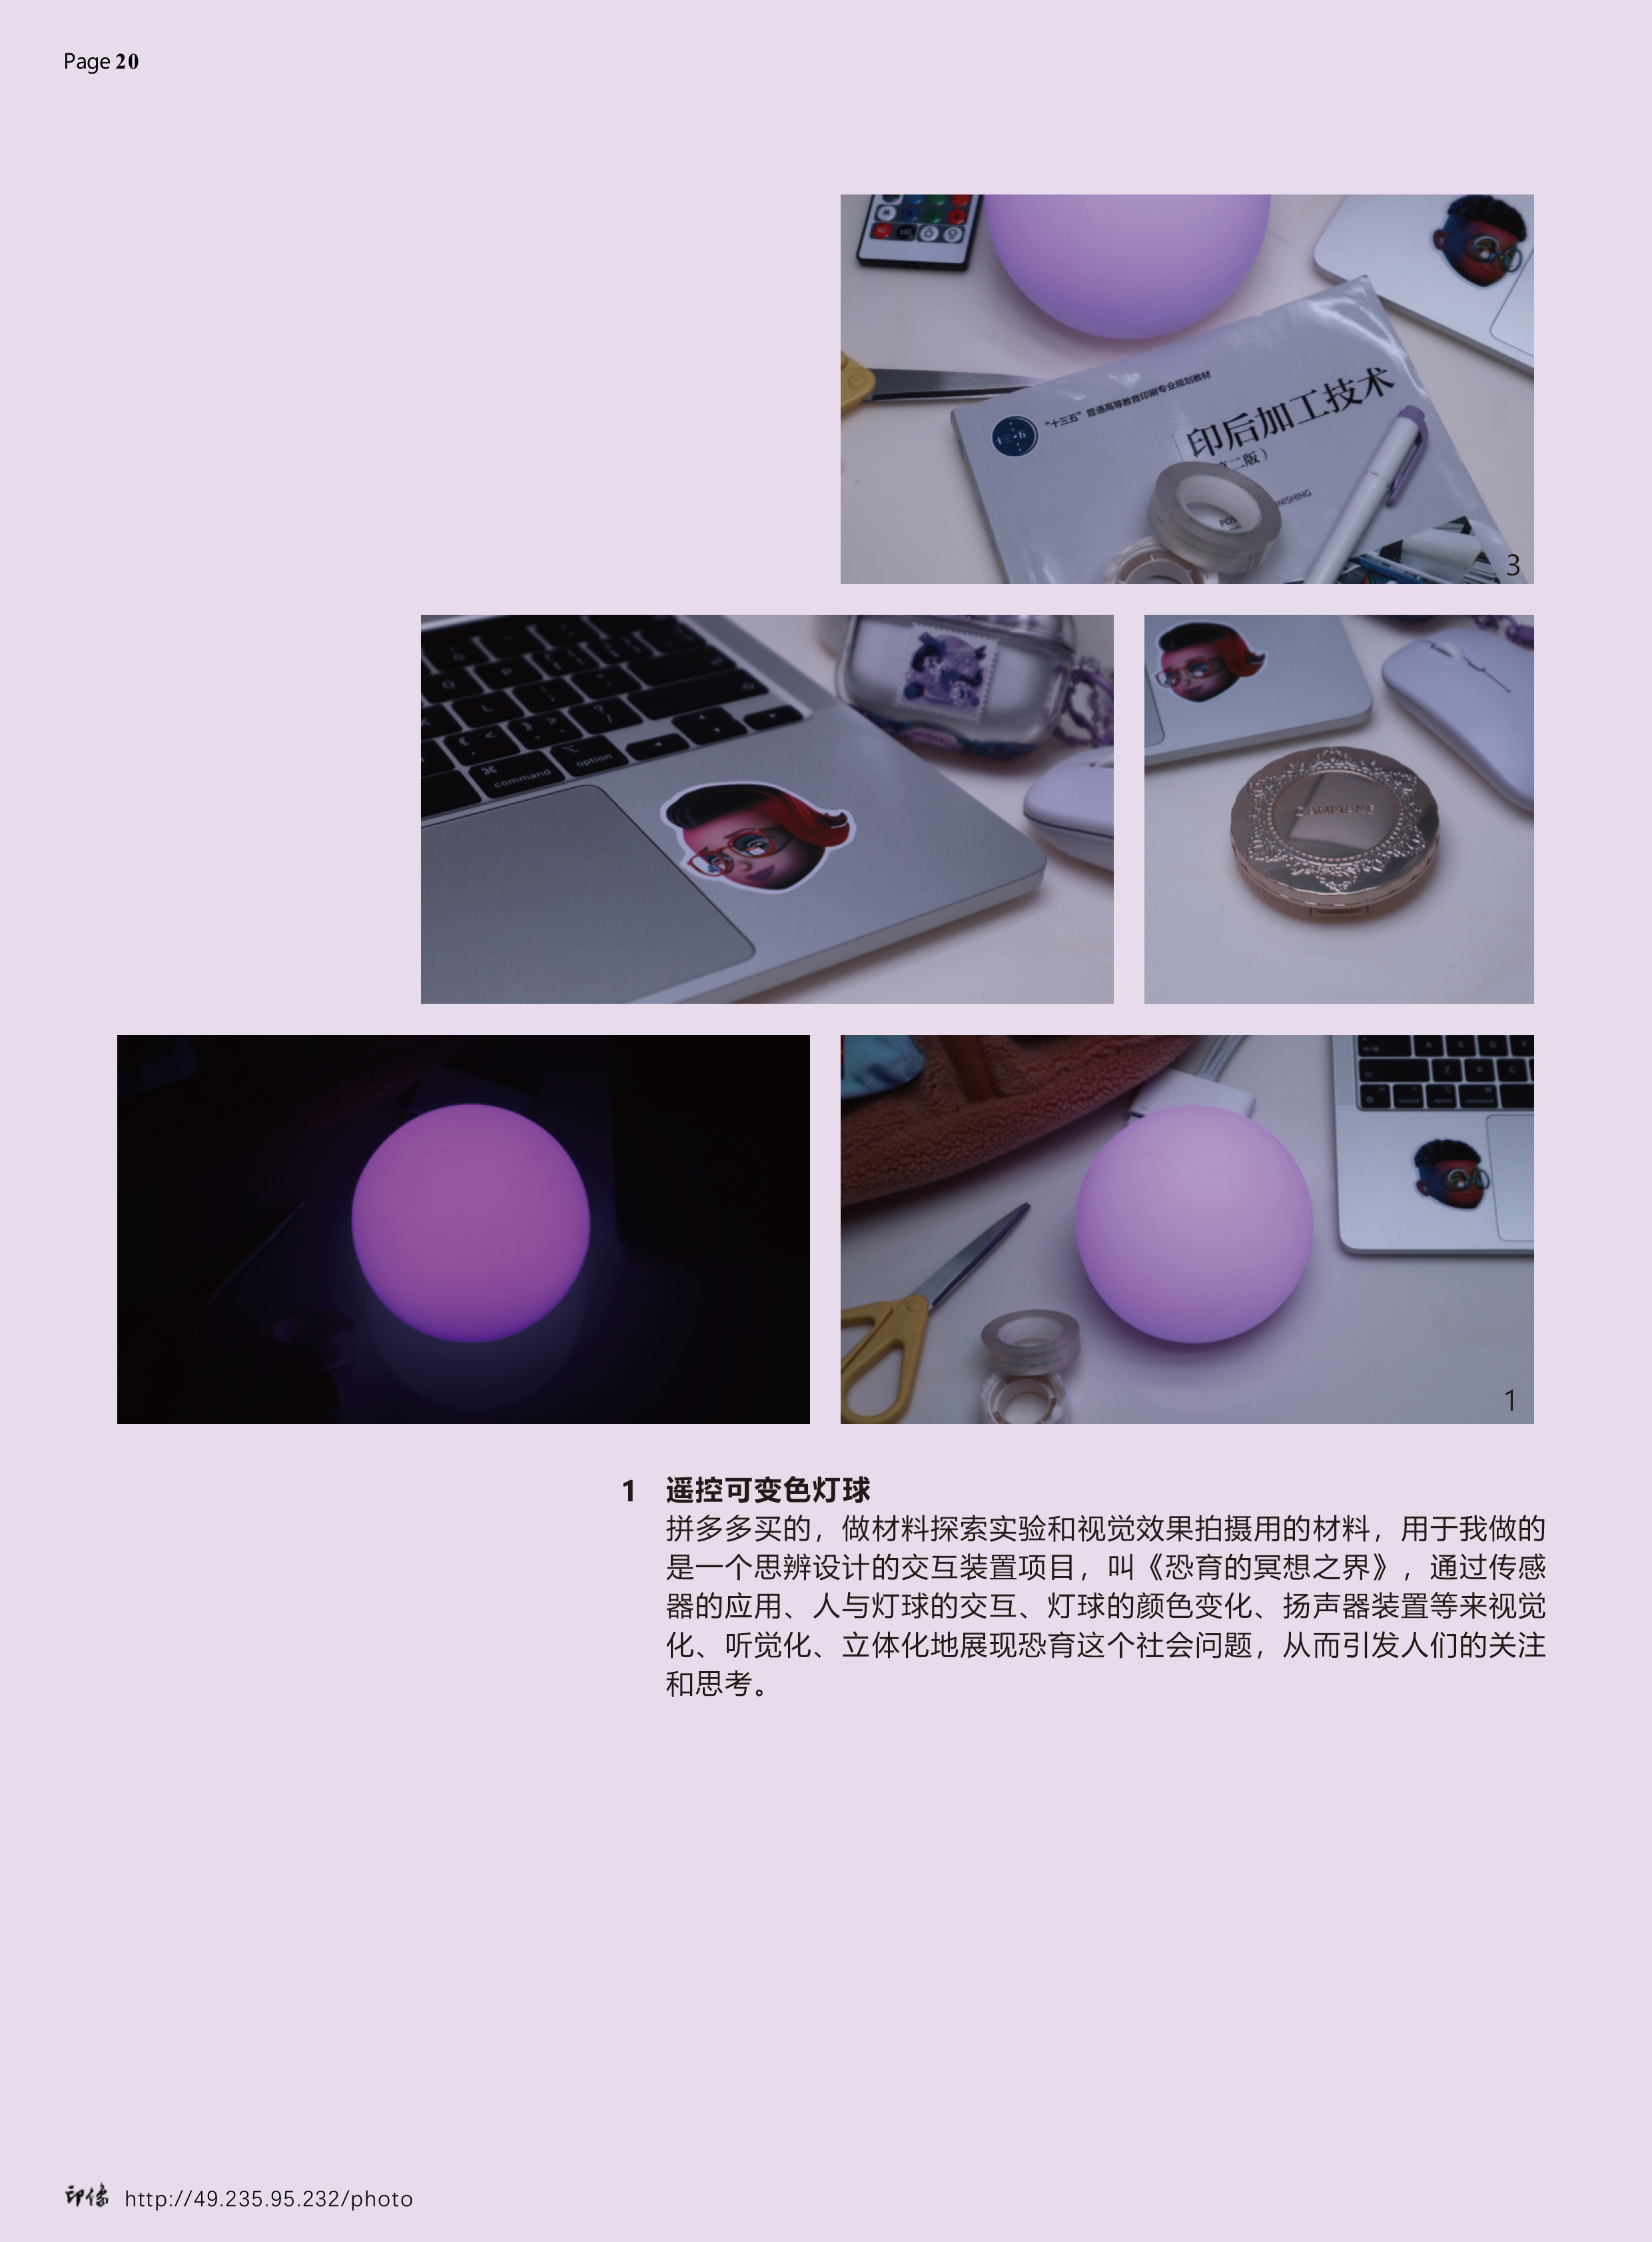 Page 20
"十三五"普通高等教育印刷专业规划教材
印后加工技术
二版）
3
command
option
CANMAKE
option
command
1
1 遥控可变色灯球
拼多多买的，做材料探索实验和视觉效果拍摄用的材料，用于我做的
是一个思辨设计的交互装置项目，叫《恐育的冥想之界》，通过传感
器的应用、人与灯球的交互、灯球的颜色变化、扬声器装置等来视觉
化、听觉化、立体化地展现恐育这个社会问题，从而引发人们的关注
和思考。
印像 http://49.235.95.232/photo